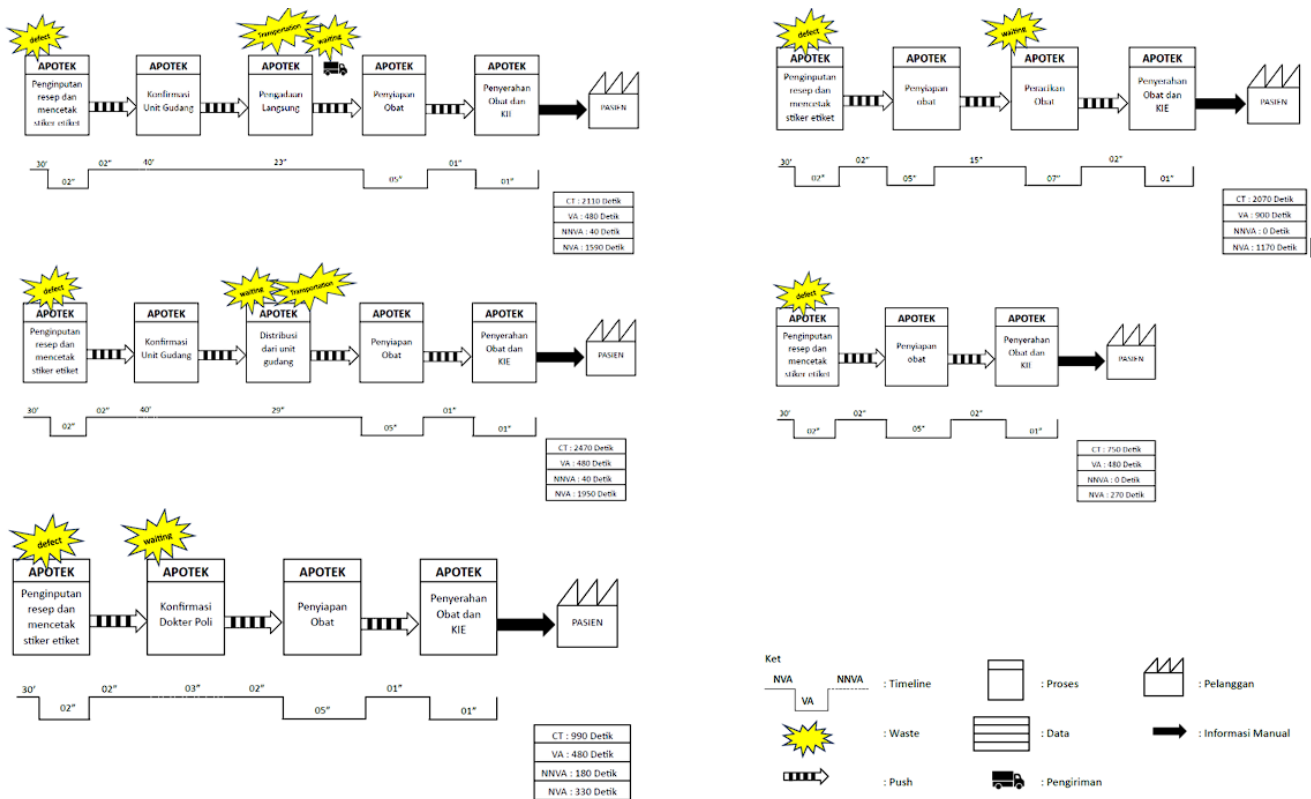 defect
Transportation
waiting
APOTEK
Penginputan
resep dan
mencetak
stiker etiket
APOTEK
Konfirmasi
Unit Gudang
APOTEK
Pengadaan
Langsung
APOTEK
Penyiapan
Obat
APOTEK
Penyerahan
Obat dan
KII
PASIEN
30' 02" 40' 23" 01"
02" 05" 01"
CT : 2110 Detik
VA : 480 Detik
NNVA : 40 Detik
NVA : 1590 Detik
defect
waiting
APOTEK
Penginputan
resep dan
mencetak
stiker etiket
APOTEK
Penyiapan
obat
APOTEK
Peracikan
Obat
APOTEK
Penyerahan
Obat dan
KIE
PASIEN
30' 02" 15" 02"
02" 05" 07" 01"
CT : 2070 Detik
VA : 900 Detik
NNVA : 0 Detik
NVA : 1170 Detik
defect
waiting
Transportation
APOTEK
Penginputan
resep dan
mencetak
stiker etiket
APOTEK
Konfirmasi
Unit Gudang
APOTEK
Distribusi
dari unit
gudang
APOTEK
Penyiapan
Obat
APOTEK
Penyerahan
Obat dan
KIE
PASIEN
30' 02" 40' 29" 01"
02" 05" 01"
CT : 2470 Detik
VA : 480 Detik
NNVA : 40 Detik
NVA : 1950 Detik
defect
APOTEK
Penginputan
resep dan
mencetak
stiker etiket
APOTEK
Penyiapan
obat
APOTEK
Penyerahan
Obat dan
KII
PASIEN
30' 02" 02"
02" 05" 01"
CT : 750 Detik
VA : 480 Detik
NNVA : 0 Detik
NVA : 270 Detik
defect
waiting
APOTEK
Penginputan
resep dan
mencetak
stiker etiket
APOTEK
Konfirmasi
Dokter Poli
APOTEK
Penyiapan
Obat
APOTEK
Penyerahan
Obat dan
KIE
PASIEN
30' 02" 03" 02" 01"
02" 05" 01"
CT : 990 Detik
VA : 480 Detik
NNVA : 180 Detik
NVA : 330 Detik
Ket
NVA NNVA
VA
: Timeline
: Proses
: Pelanggan
: Waste
: Data
: Informasi Manual
: Push
: Pengiriman